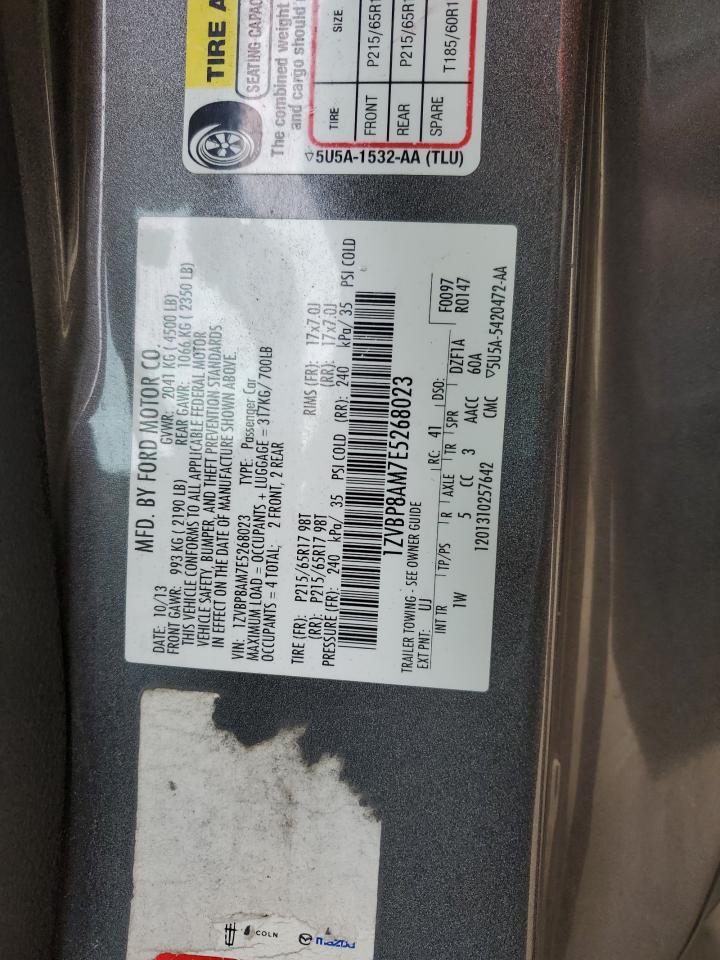 MFD. BY FORD MOTOR CO.
DATE: 10/13 GVWR: 2041 KG ( 4500 LB)
FRONT GAWR: 993 KG ( 2190 LB) REAR GAWR: 1066 KG ( 2350 LB)
THIS VEHICLE CONFORMS TO ALL APPLICABLE FEDERAL MOTOR
VEHICLE SAFETY, BUMPER, AND THEFT PREVENTION STANDARDS
IN EFFECT ON THE DATE OF MANUFACTURE SHOWN ABOVE.
VIN: 1ZVBP8AM7E5268023 TYPE: Passenger Car
MAXIMUM LOAD = OCCUPANTS + LUGGAGE = 317KG/ 700LB
OCCUPANTS = 4 TOTAL: 2 FRONT, 2 REAR
TIRE (FR): P215/65R17 98T RIMS (FR): 17x7.0J
(RR): P215/65R17 98T (RR): 17x7.0J
PRESSURE (FR): 240 kPa/ 35 PSI COLD (RR): 240 kPa/ 35 PSI COLD
1ZVBP8AM7E5268023
TRAILER TOWING - SEE OWNER GUIDE
EXT PNT: UJ RC: 41 DSO: F0097
INT TR TP/PS R AXLE TR SPR DZF1A R0147
1W 5 CC 3 AACC 60A
1201310257642 CMC ▽5U5A-5420472-AA
TIRE A
SEATING CAPAC
The combined weight
and cargo should
TIRE SIZE
FRONT P215/65R1
REAR P215/65R1
SPARE T185/60R1
▽5U5A-1532-AA (TLU)
COLN